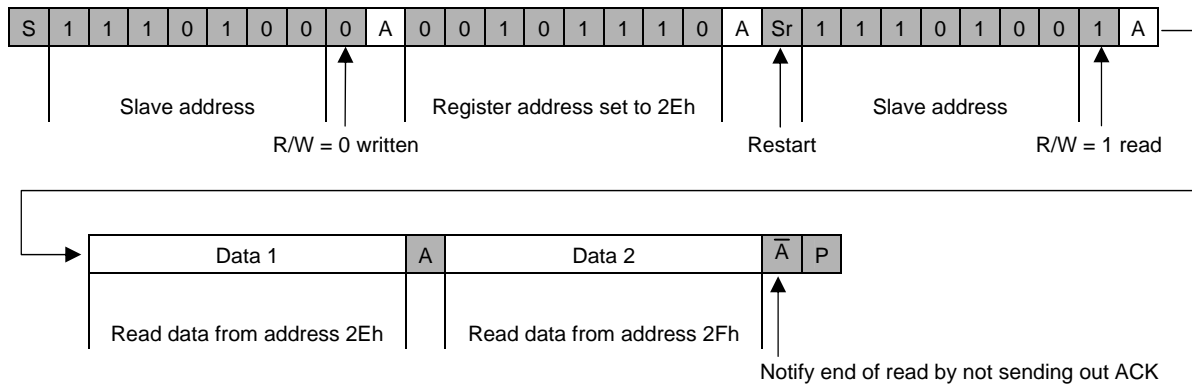 S 1 1 1 0 1 0 0 0 A 0 0 1 0 1 1 1 0 A Sr 1 1 1 0 1 0 0 1 A
Slave address Register address set to 2Eh Slave address
R/W = 0 written Restart R/W = 1 read
Data 1 A Data 2 A̅ P
Read data from address 2Eh Read data from address 2Fh
Notify end of read by not sending out ACK